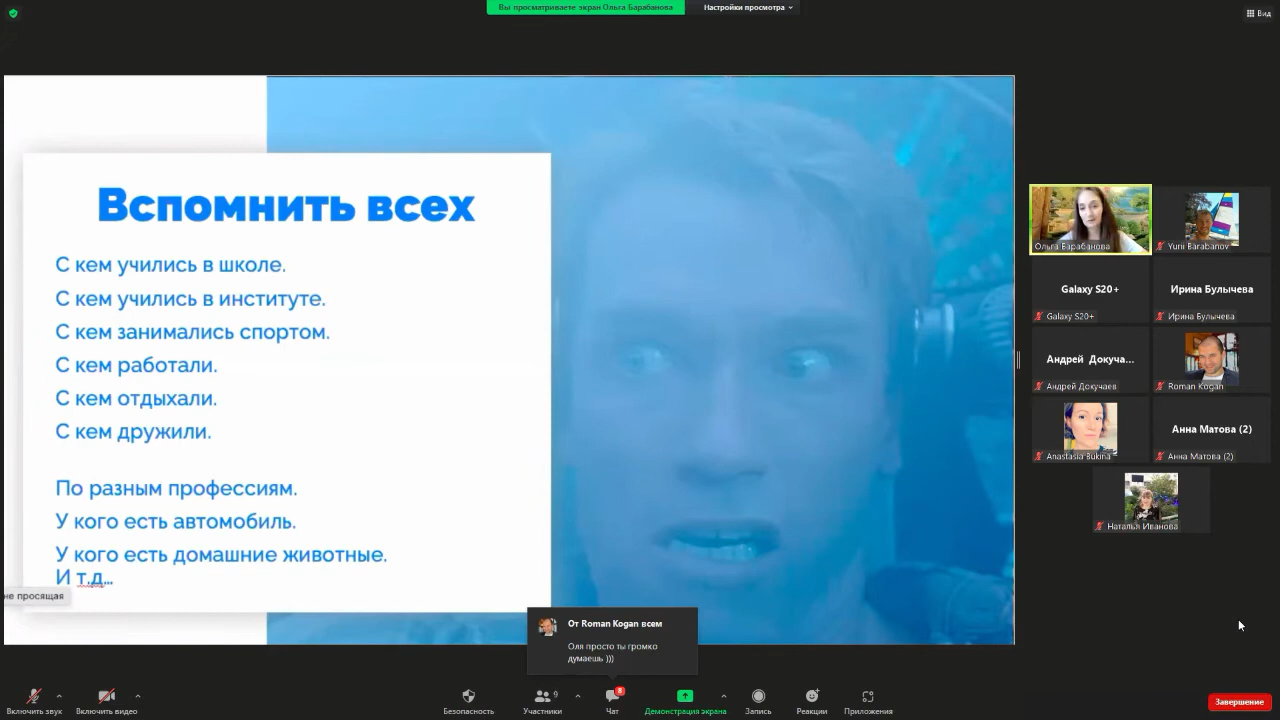 Вы просматриваете экран Ольга Барабанова
Настройки просмотра
Вид
Вспомнить всех
С кем учились в школе.
С кем учились в институте.
С кем занимались спортом.
С кем работали.
С кем отдыхали.
С кем дружили.
По разным профессиям.
У кого есть автомобиль.
У кого есть домашние животные.
И т.д...
не просящая
Ольга Барабанова
Yurii Barabanov
Galaxy S20+
Galaxy S20+
Ирина Булычева
Ирина Булычева
Андрей Докуча...
Андрей Докучаев
Roman Kogan
Anastasia Bukina
Анна Матова (2)
Анна Матова (2)
Наталья Иванова
От Roman Kogan всем
Оля просто ты громко
думаешь )))
Включить звук
Включить видео
Безопасность
9
Участники
8
Чат
Демонстрация экрана
Запись
Реакции
Приложения
Завершение